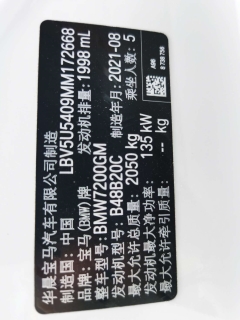 华晨宝马汽车有限公司制造
制造国：中国 LBV5U5409MM172668
品牌：宝马(BMW)牌 发动机排量：1998 mL
整车型号：BMW7200GM 制造年月：2021-08
发动机型号：B48B20C 乘坐人数：5
最大允许总质量： 2050 kg
发动机最大净功率： 135 kW
最大允许牵引质量： -- kg